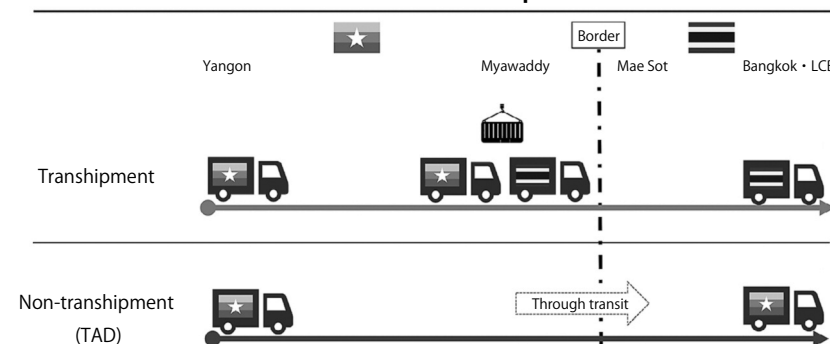 Border
Yangon
Myawaddy
Mae Sot
Bangkok・LCB
Transhipment
Non-transhipment
(TAD)
Through transit